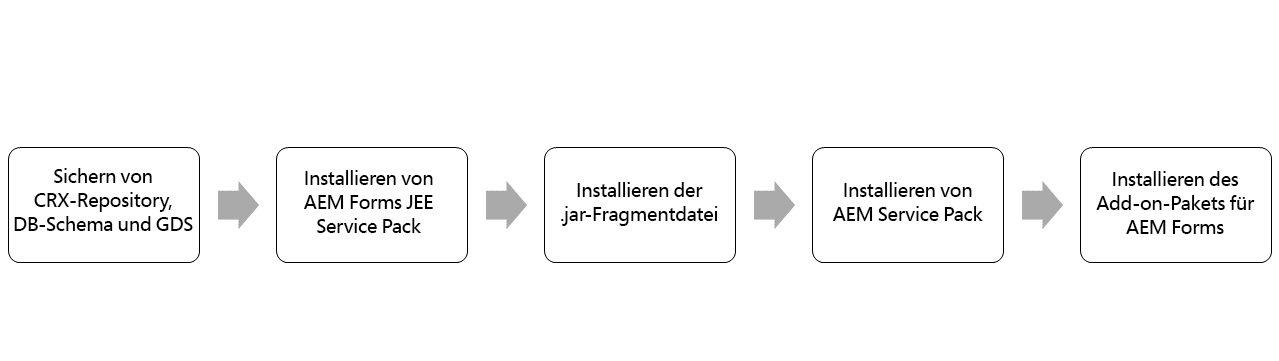 Sichern von
CRX-Repository,
DB-Schema und GDS
Installieren von
AEM Forms JEE
Service Pack
Installieren der
.jar-Fragmentdatei
Installieren von
AEM Service Pack
Installieren des
Add-on-Pakets für
AEM Forms